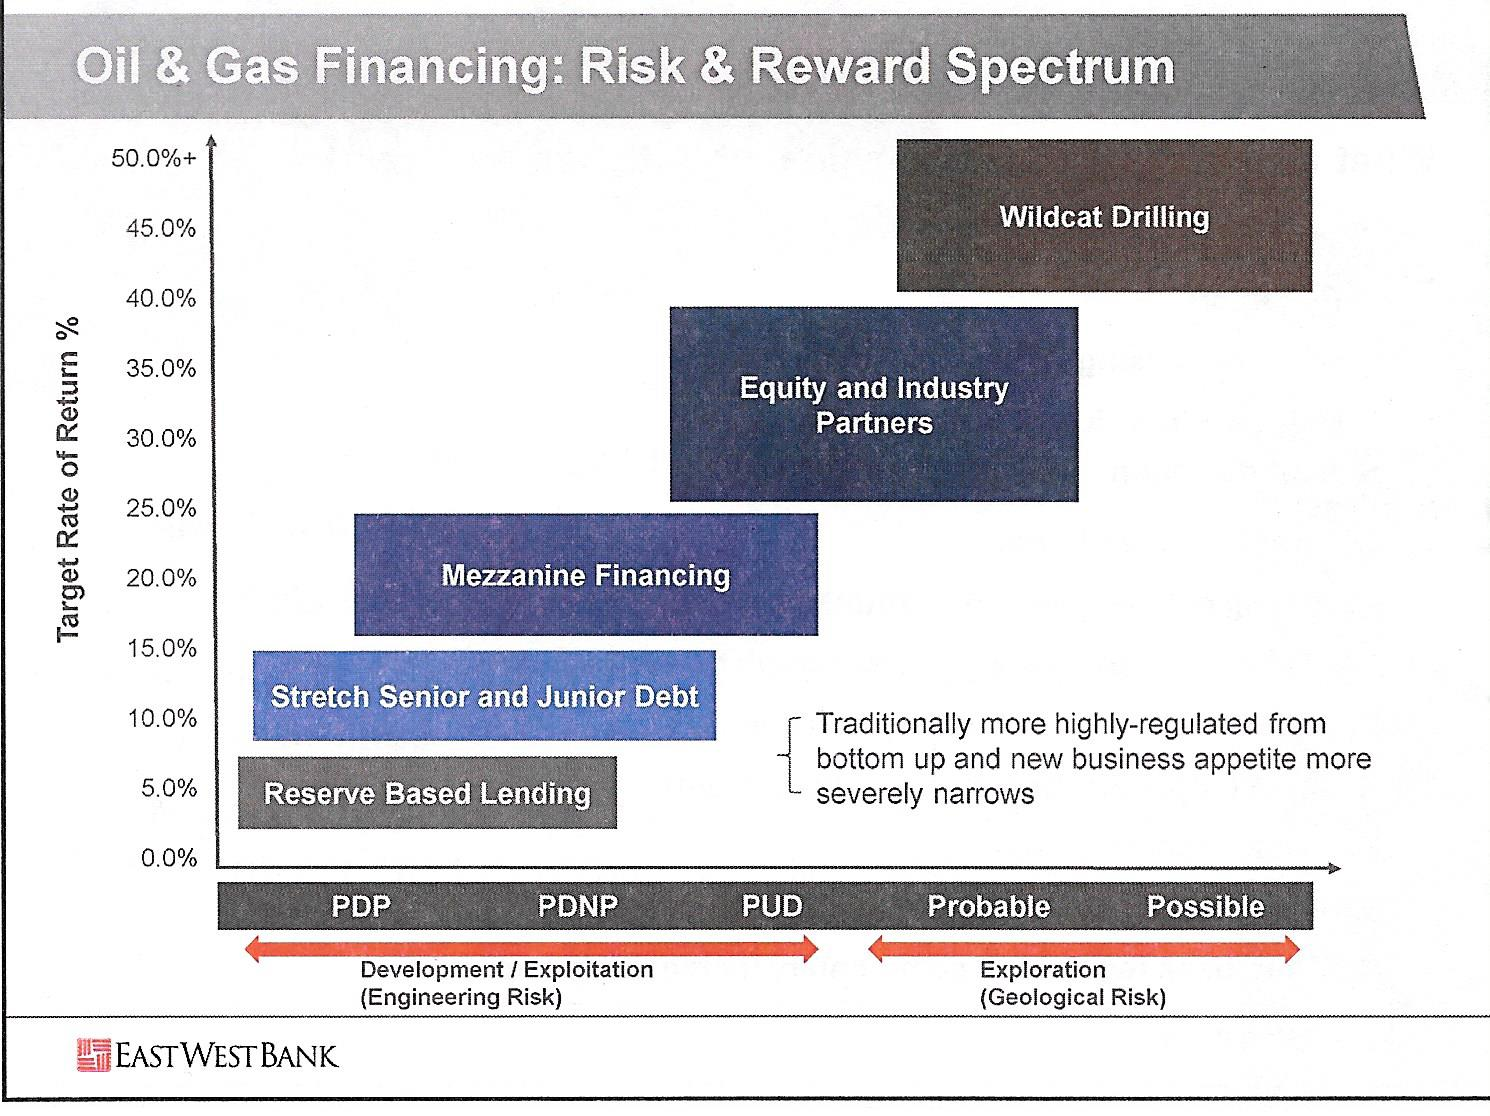 Oil & Gas Financing: Risk & Reward Spectrum
50.0%+
45.0%
40.0%
35.0%
30.0%
25.0%
20.0%
15.0%
10.0%
5.0%
0.0%
Target Rate of Return %
Wildcat Drilling
Equity and Industry
Partners
Mezzanine Financing
Stretch Senior and Junior Debt
Reserve Based Lending
Traditionally more highly-regulated from
bottom up and new business appetite more
severely narrows
PDP PDNP PUD Probable Possible
Development / Exploitation
(Engineering Risk)
Exploration
(Geological Risk)
EASTWESTBANK